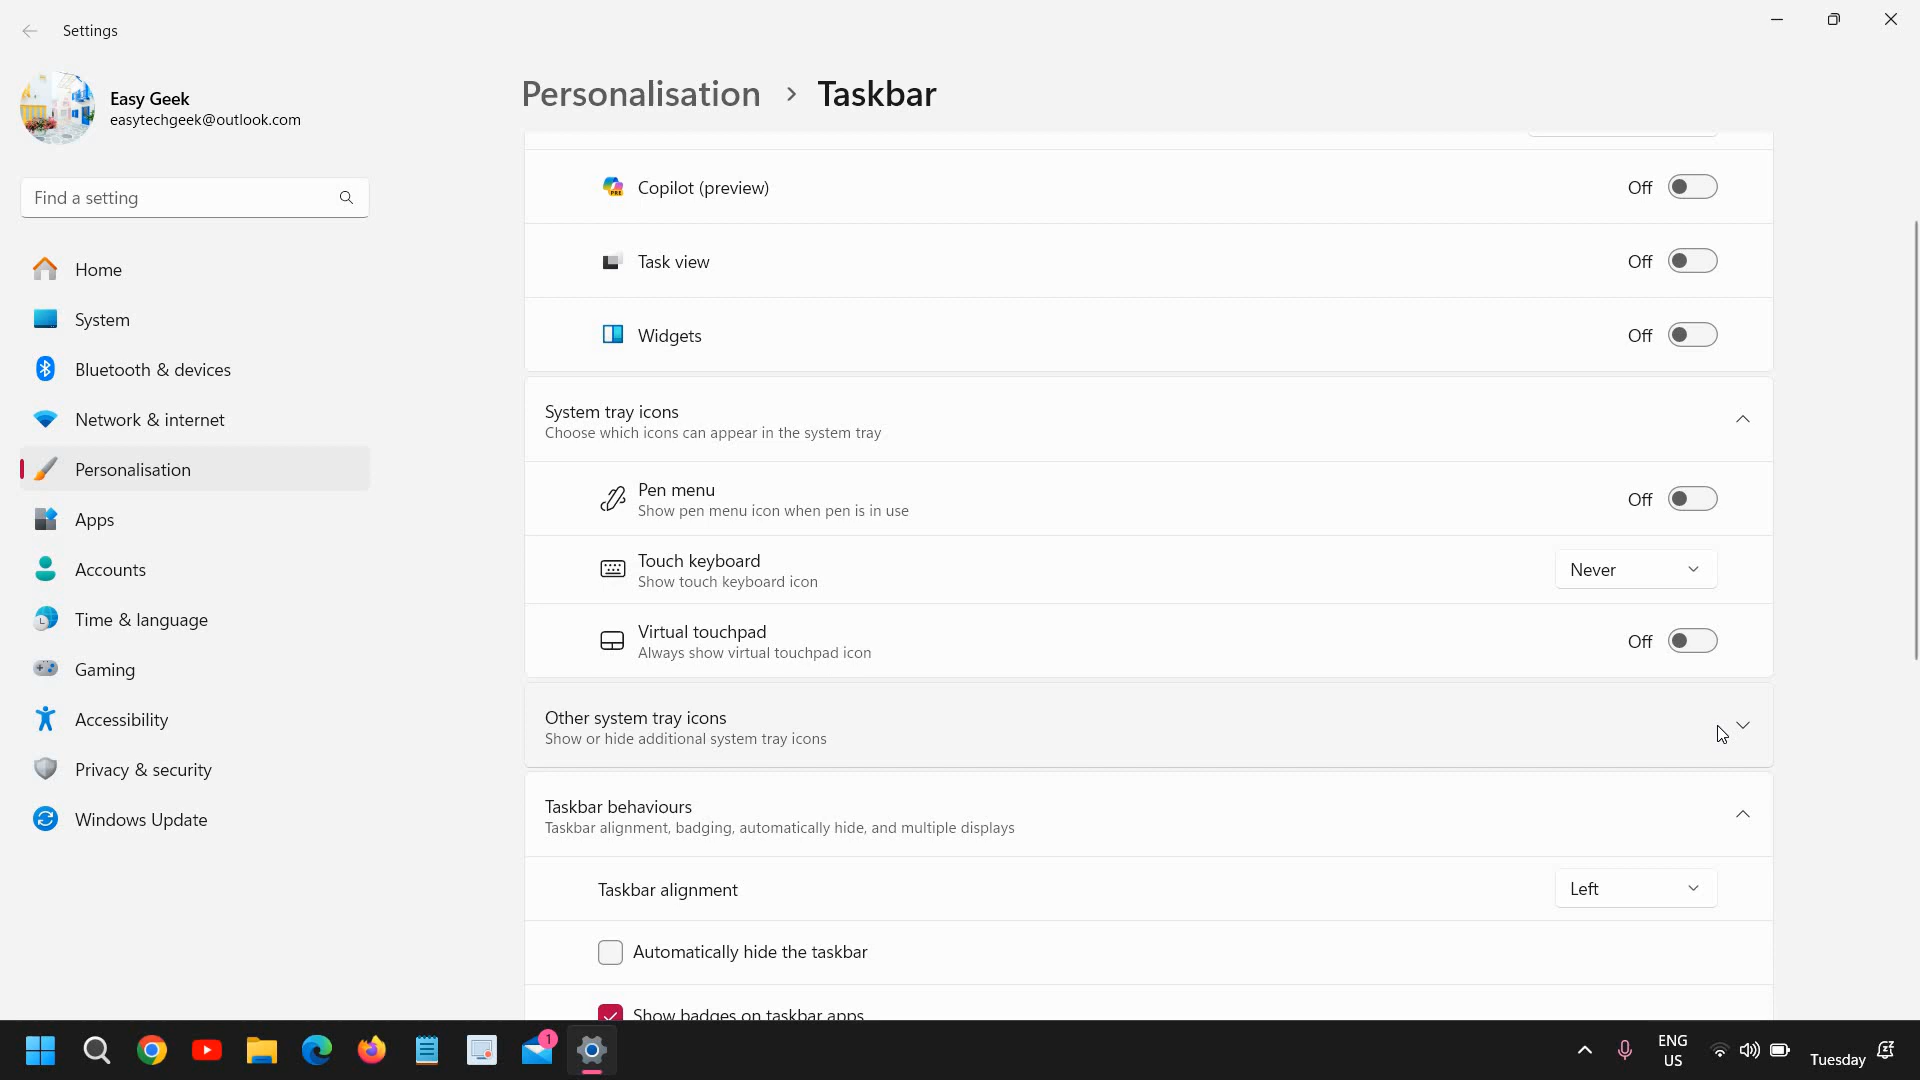 Settings
Easy Geek
easytechgeek@outlook.com
Find a setting
Home
System
Bluetooth & devices
Network & internet
Personalisation
Apps
Accounts
Time & language
Gaming
Accessibility
Privacy & security
Windows Update
Personalisation > Taskbar
Copilot (preview) Off
Task view Off
Widgets Off
System tray icons
Choose which icons can appear in the system tray
Pen menu
Show pen menu icon when pen is in use
Off
Touch keyboard
Show touch keyboard icon
Never
Virtual touchpad
Always show virtual touchpad icon
Off
Other system tray icons
Show or hide additional system tray icons
Taskbar behaviours
Taskbar alignment, badging, automatically hide, and multiple displays
Taskbar alignment Left
Automatically hide the taskbar
Show badges on taskbar apps
1
ENG
US
Tuesday